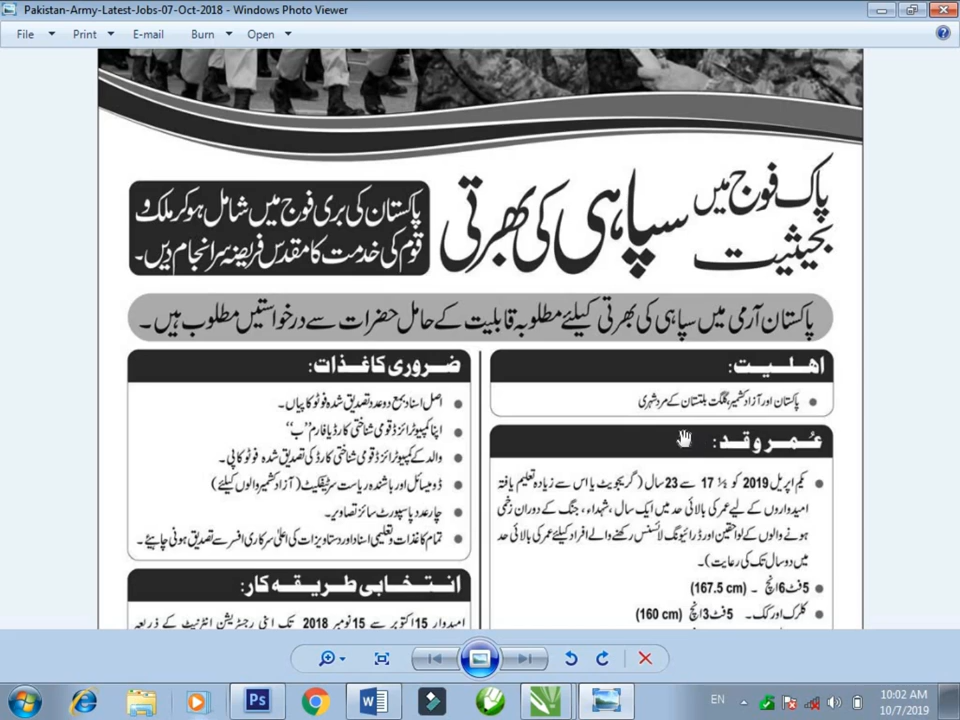 Pakistan-Army-Latest-Jobs-07-Oct-2018 - Windows Photo Viewer
File Print E-mail Burn Open
پاک فوج میں
بحیثیت
سپاہی کی بھرتی
پاکستان کی بری فوج میں شامل ہو کر ملک و
قوم کی خدمت کا مقدس فریضہ سرانجام دیں۔
پاکستان آرمی میں سپاہی کی بھرتی کیلئے مطلوبہ قابلیت کے حامل حضرات سے درخواستیں مطلوب ہیں۔
اہلیت:
پاکستان اور آزاد کشمیر، گلگت بلتستان کے مرد شہری
عُمر و قد:
یکم اپریل 2019 کو ½ 17 سے 23 سال (گریجویٹ یا اس سے زیادہ تعلیم یافتہ
امیدواروں کے لیے عمر کی بالائی حد میں ایک سال، شہداء، جنگ کے دوران زخمی
ہونے والوں کے لواحقین اور ڈرائیونگ لائسنس رکھنے والے افراد کیلئے عمر کی بالائی حد
میں دو سال تک کی رعایت)۔
5 فٹ 6 انچ ۔ (167.5 cm)
کلرک اور کک۔ 5 فٹ 3 انچ (160 cm)
ضروری کاغذات:
اصل اسناد بمع دو عدد تصدیق شدہ فوٹو کاپیاں۔
اپنا کمپیوٹرائزڈ قومی شناختی کارڈ یا فارم ”ب“
والد کے کمپیوٹرائزڈ قومی شناختی کارڈ کی تصدیق شدہ فوٹو کاپی۔
ڈومیسائل اور باشندہ ریاست سرٹیفکیٹ (آزاد کشمیر والوں کیلئے)
چار عدد پاسپورٹ سائز تصاویر۔
تمام کاغذات و تعلیمی اسناد اور دستاویزات کی اعلیٰ سرکاری افسر سے تصدیق ہونی چاہیئے۔
انتخابی طریقہ کار:
امیدوار 15 اکتوبر سے 15 نومبر 2018 تک اپنی رجسٹریشن انٹرنیٹ کے ذریعہ
Ps
W
EN
10:02 AM
10/7/2019